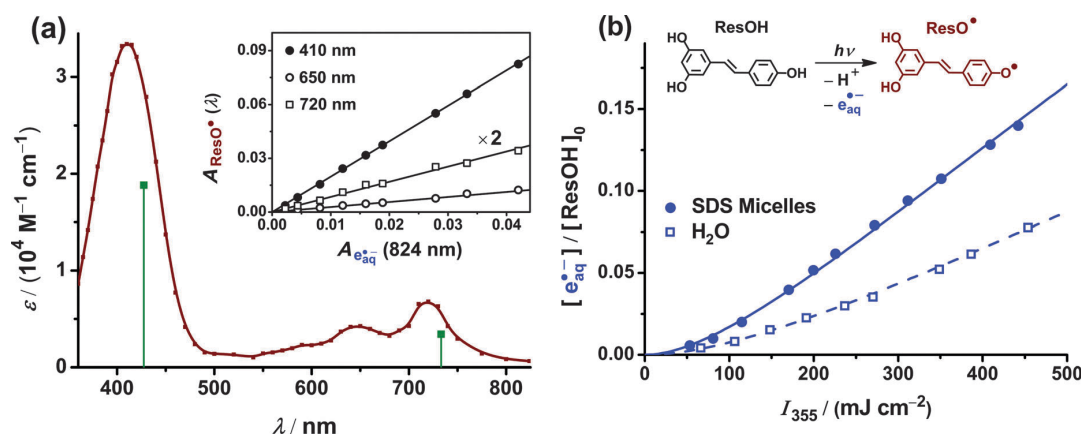 (a)
ε / (10⁴ M⁻¹ cm⁻¹)
3
2
1
0
400
500
600
700
800
λ / nm
A_ResO• (λ)
0.09
0.06
0.03
0.00
410 nm
650 nm
720 nm
×2
0.0
0.01
0.02
0.03
0.04
A_e•−aq (824 nm)
(b)
ResOH
ResO•
HO
HO
OH
hν
− H⁺
− e•−aq
HO
HO
O•
[ e•−aq ] / [ResOH]₀
0.15
0.10
0.05
0.00
SDS Micelles
H₂O
0
100
200
300
400
500
I₃₅₅ / (mJ cm⁻²)